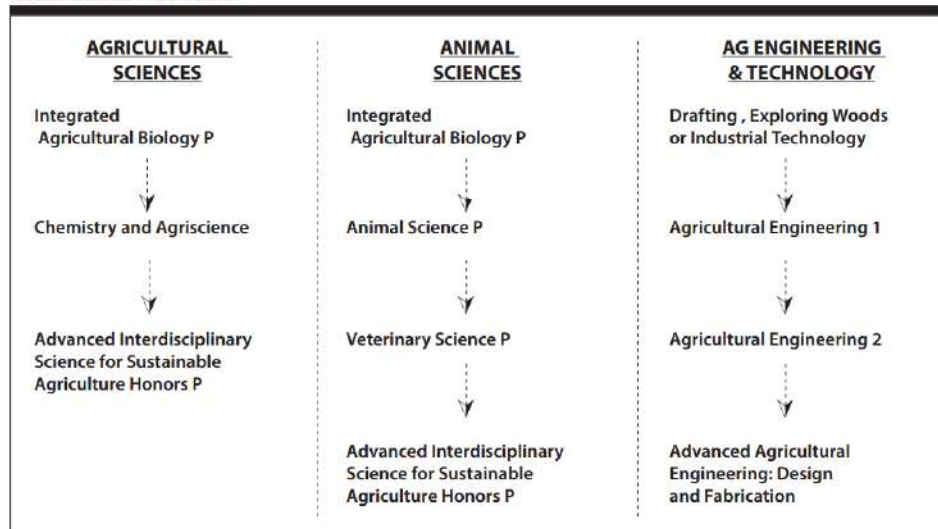 AGRICULTURAL
SCIENCES
Integrated
Agricultural Biology P
Chemistry and Agriscience
Advanced Interdisciplinary
Science for Sustainable
Agriculture Honors P
ANIMAL
SCIENCES
Integrated
Agricultural Biology P
Animal Science P
Veterinary Science P
Advanced Interdisciplinary
Science for Sustainable
Agriculture Honors P
AG ENGINEERING
& TECHNOLOGY
Drafting , Exploring Woods
or Industrial Technology
Agricultural Engineering 1
Agricultural Engineering 2
Advanced Agricultural
Engineering: Design
and Fabrication